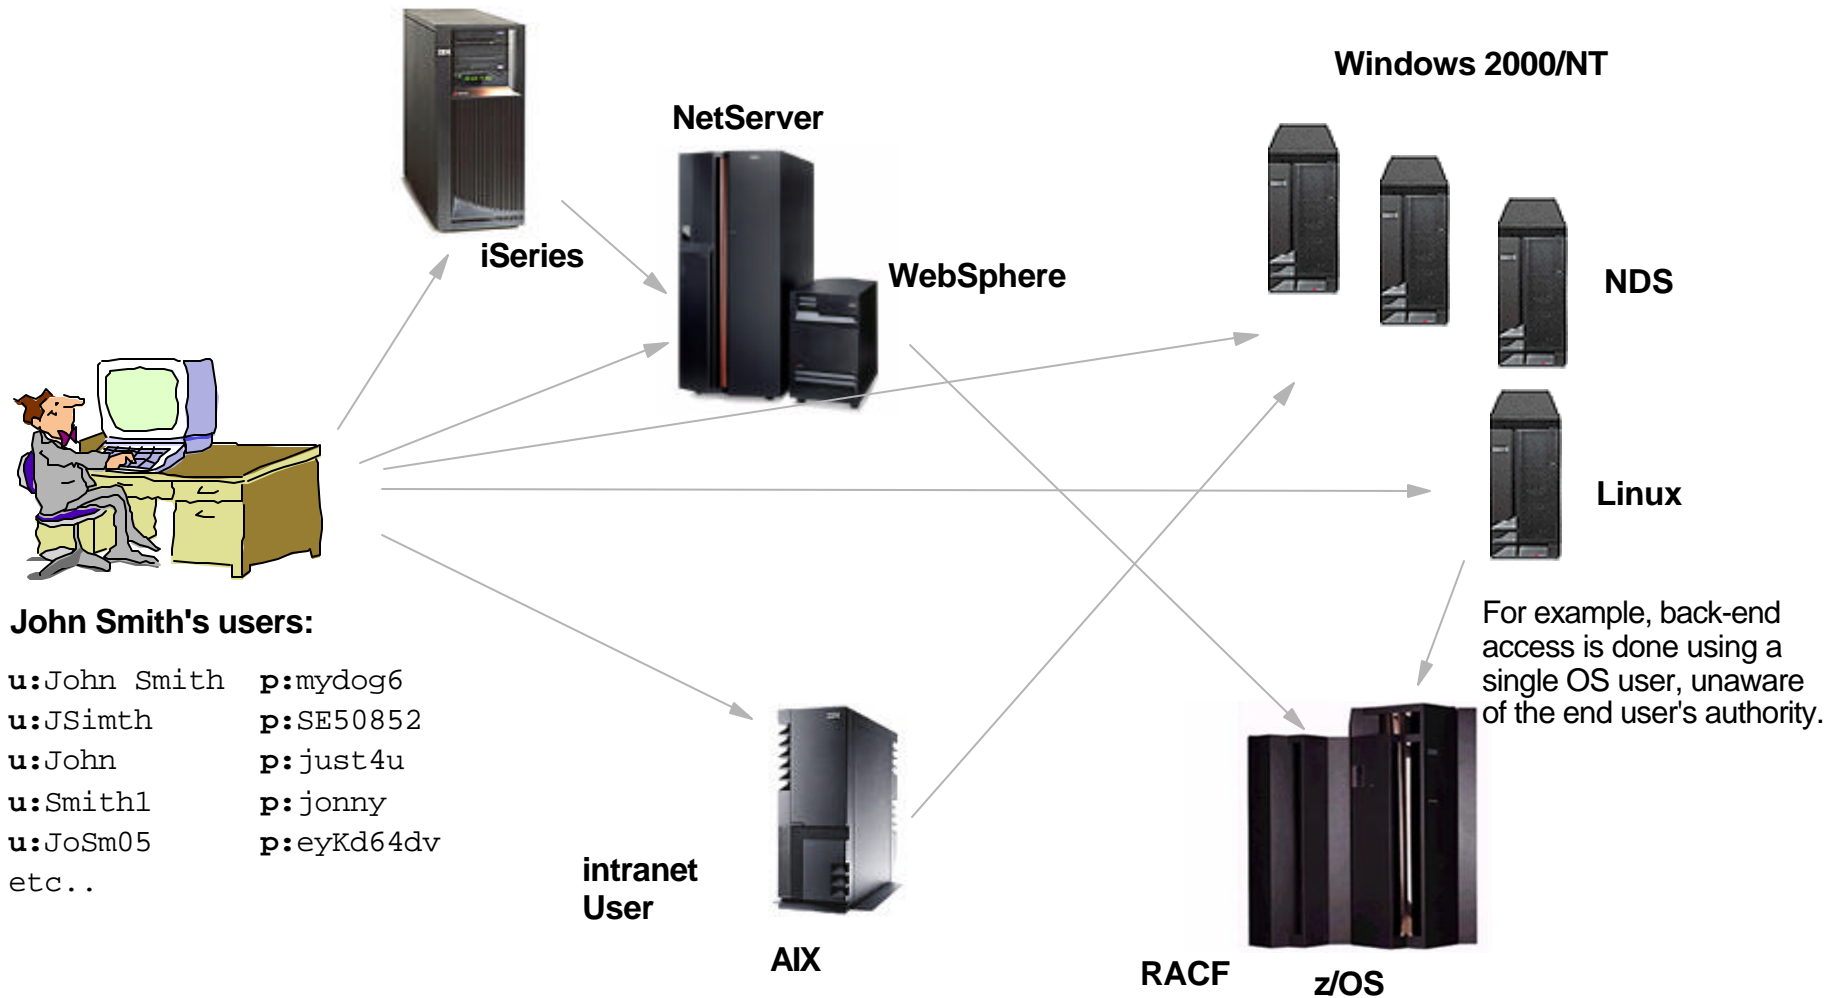 Windows 2000/NT
NetServer
iSeries
WebSphere
NDS
Linux
John Smith's users:
u:John Smith p:mydog6
u:JSimth p:SE50852
u:John p:just4u
u:Smith1 p:jonny
u:JoSm05 p:eyKd64dv
etc..
For example, back-end
access is done using a
single OS user, unaware
of the end user's authority.
intranet
User
AIX
RACF
z/OS